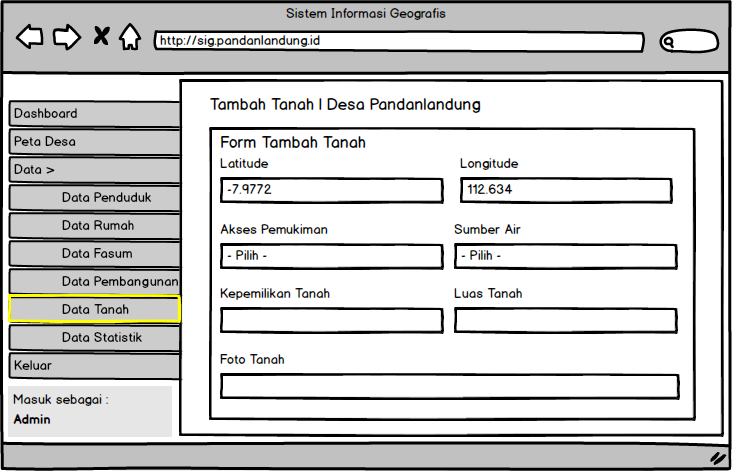 Sistem Informasi Geografis
http://sig.pandanlandung.id
Dashboard
Peta Desa
Data >
Data Penduduk
Data Rumah
Data Fasum
Data Pembangunan
Data Tanah
Data Statistik
Keluar
Masuk sebagai :
Admin
Tambah Tanah | Desa Pandanlandung
Form Tambah Tanah
Latitude Longitude
-7.9772 112.634
Akses Pemukiman Sumber Air
- Pilih - - Pilih -
Kepemilikan Tanah Luas Tanah
Foto Tanah